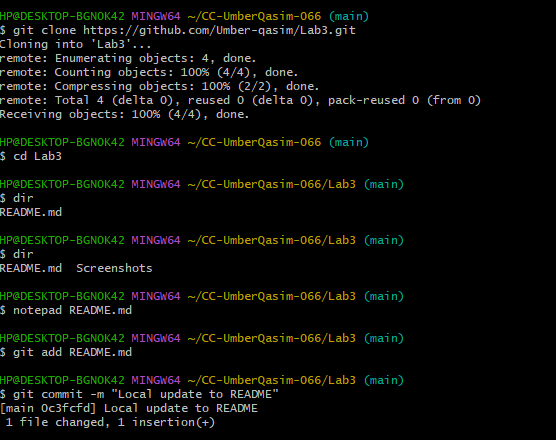 HP@DESKTOP-BGNOK42 MINGW64 ~/CC-UmberQasim-066 (main)
$ git clone https://github.com/Umber-qasim/Lab3.git
Cloning into 'Lab3'...
remote: Enumerating objects: 4, done.
remote: Counting objects: 100% (4/4), done.
remote: Compressing objects: 100% (2/2), done.
remote: Total 4 (delta 0), reused 0 (delta 0), pack-reused 0 (from 0)
Receiving objects: 100% (4/4), done.
HP@DESKTOP-BGNOK42 MINGW64 ~/CC-UmberQasim-066 (main)
$ cd Lab3
HP@DESKTOP-BGNOK42 MINGW64 ~/CC-UmberQasim-066/Lab3 (main)
$ dir
README.md
HP@DESKTOP-BGNOK42 MINGW64 ~/CC-UmberQasim-066/Lab3 (main)
$ dir
README.md  Screenshots
HP@DESKTOP-BGNOK42 MINGW64 ~/CC-UmberQasim-066/Lab3 (main)
$ notepad README.md
HP@DESKTOP-BGNOK42 MINGW64 ~/CC-UmberQasim-066/Lab3 (main)
$ git add README.md
HP@DESKTOP-BGNOK42 MINGW64 ~/CC-UmberQasim-066/Lab3 (main)
$ git commit -m "Local update to README"
[main 0c3fcfd] Local update to README
 1 file changed, 1 insertion(+)